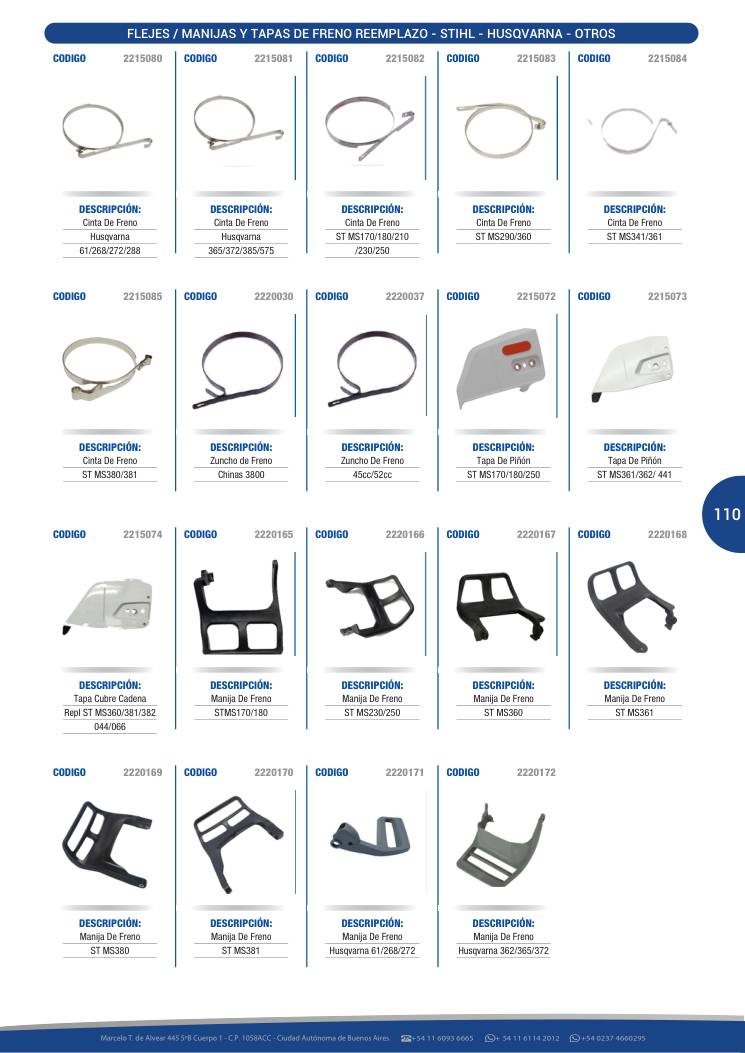 FLEJES / MANIJAS Y TAPAS DE FRENO REEMPLAZO - STIHL - HUSQVARNA - OTROS
CODIGO 2215080
DESCRIPCIÓN:
Cinta De Freno
Husqvarna
61/268/272/288
CODIGO 2215081
DESCRIPCIÓN:
Cinta De Freno
Husqvarna
365/372/385/575
CODIGO 2215082
DESCRIPCIÓN:
Cinta De Freno
ST MS170/180/210
/230/250
CODIGO 2215083
DESCRIPCIÓN:
Cinta De Freno
ST MS290/360
CODIGO 2215084
DESCRIPCIÓN:
Cinta De Freno
ST MS341/361
CODIGO 2215085
DESCRIPCIÓN:
Cinta De Freno
ST MS380/381
CODIGO 2220030
DESCRIPCIÓN:
Zuncho de Freno
Chinas 3800
CODIGO 2220037
DESCRIPCIÓN:
Zuncho De Freno
45cc/52cc
CODIGO 2215072
DESCRIPCIÓN:
Tapa De Piñón
ST MS170/180/250
CODIGO 2215073
DESCRIPCIÓN:
Tapa De Piñón
ST MS361/362/ 441
110
CODIGO 2215074
DESCRIPCIÓN:
Tapa Cubre Cadena
Repl ST MS360/381/382
044/066
CODIGO 2220165
DESCRIPCIÓN:
Manija De Freno
STMS170/180
CODIGO 2220166
DESCRIPCIÓN:
Manija De Freno
ST MS230/250
CODIGO 2220167
DESCRIPCIÓN:
Manija De Freno
ST MS360
CODIGO 2220168
DESCRIPCIÓN:
Manija De Freno
ST MS361
CODIGO 2220169
DESCRIPCIÓN:
Manija De Freno
ST MS380
CODIGO 2220170
DESCRIPCIÓN:
Manija De Freno
ST MS381
CODIGO 2220171
DESCRIPCIÓN:
Manija De Freno
Husqvarna 61/268/272
CODIGO 2220172
DESCRIPCIÓN:
Manija De Freno
Husqvarna 362/365/372
Marcelo T. de Alvear 445 5ºB Cuerpo 1 - C.P. 1058ACC - Ciudad Autónoma de Buenos Aires. +54 11 6093 6665 + 54 11 6114 2012 +54 0237 4660295